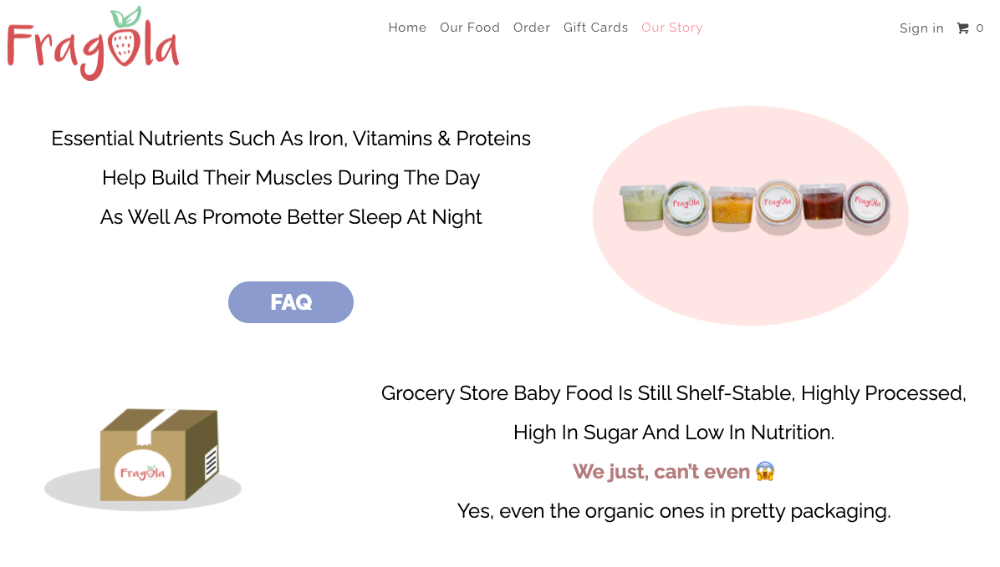 Fragola
Home Our Food Order Gift Cards Our Story
Sign in 0
Essential Nutrients Such As Iron, Vitamins & Proteins
Help Build Their Muscles During The Day
As Well As Promote Better Sleep At Night
Fragola
Fragola
Fragola
FAQ
Grocery Store Baby Food Is Still Shelf-Stable, Highly Processed,
High In Sugar And Low In Nutrition.
We just, can’t even 😱
Yes, even the organic ones in pretty packaging.
Fragola